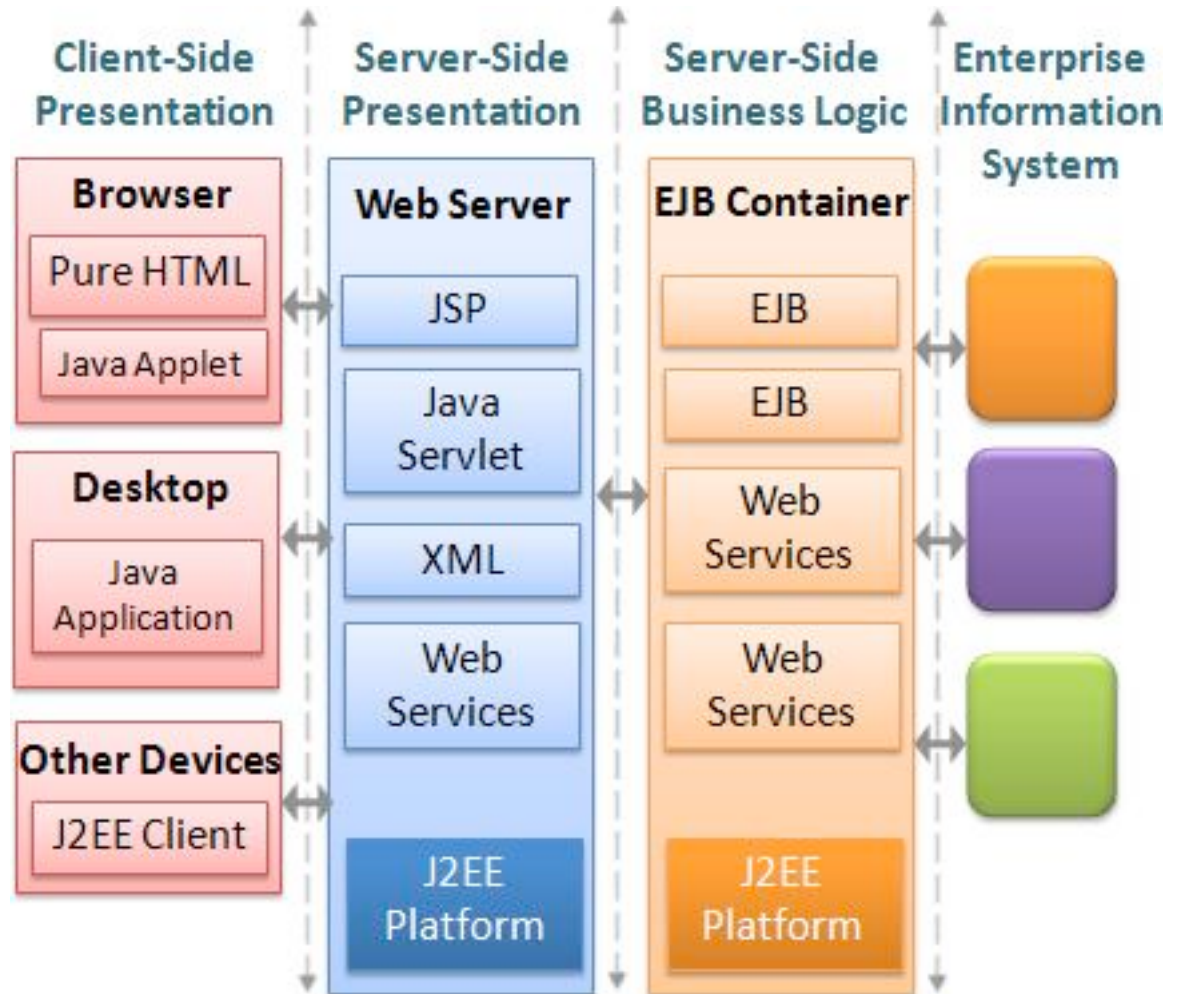 Client-Side
Presentation
Server-Side
Presentation
Server-Side
Business Logic
Enterprise
Information
System
Browser
Pure HTML
Java Applet
Desktop
Java
Application
Other Devices
J2EE Client
Web Server
JSP
Java
Servlet
XML
Web
Services
J2EE
Platform
EJB Container
EJB
EJB
Web
Services
Web
Services
J2EE
Platform